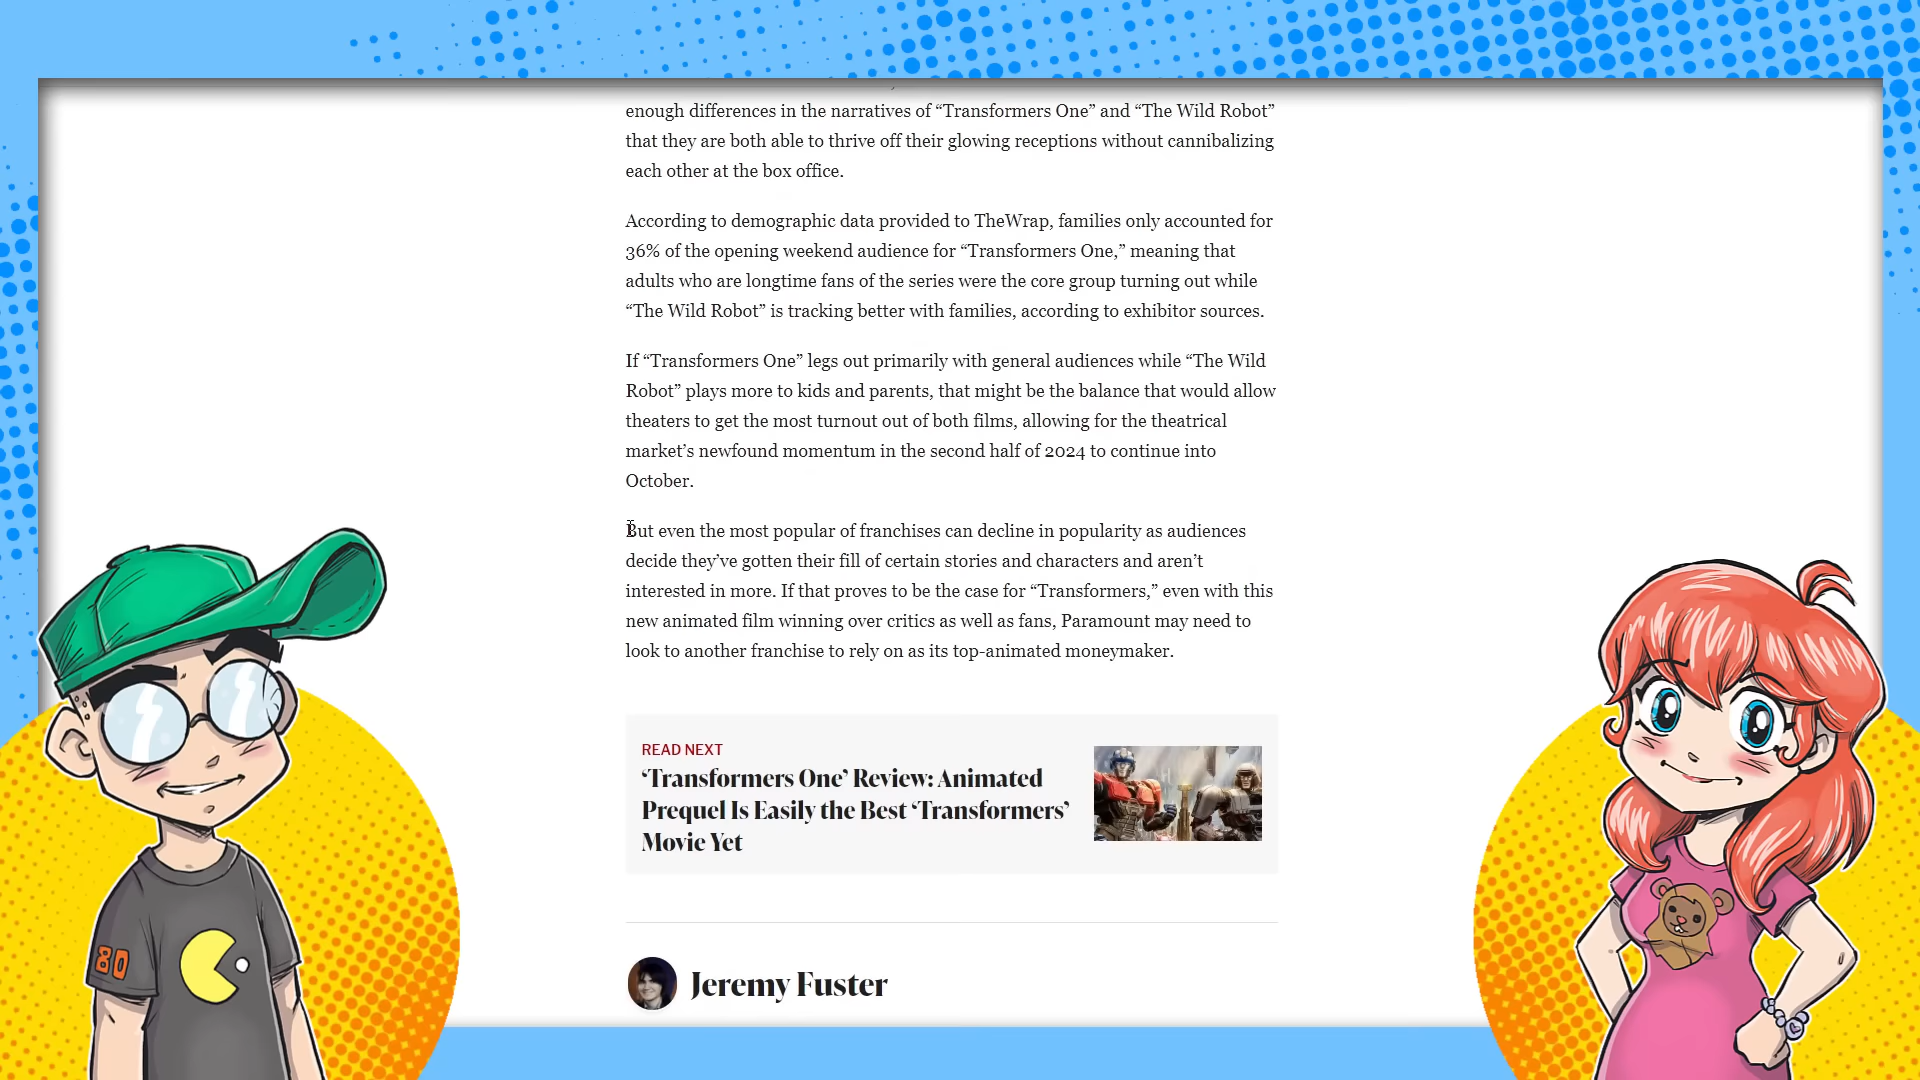 enough differences in the narratives of “Transformers One” and “The Wild Robot”
that they are both able to thrive off their glowing receptions without cannibalizing
each other at the box office.
According to demographic data provided to TheWrap, families only accounted for
36% of the opening weekend audience for “Transformers One,” meaning that
adults who are longtime fans of the series were the core group turning out while
“The Wild Robot” is tracking better with families, according to exhibitor sources.
If “Transformers One” legs out primarily with general audiences while “The Wild
Robot” plays more to kids and parents, that might be the balance that would allow
theaters to get the most turnout out of both films, allowing for the theatrical
market’s newfound momentum in the second half of 2024 to continue into
October.
But even the most popular of franchises can decline in popularity as audiences
decide they’ve gotten their fill of certain stories and characters and aren’t
interested in more. If that proves to be the case for “Transformers,” even with this
new animated film winning over critics as well as fans, Paramount may need to
look to another franchise to rely on as its top-animated moneymaker.
READ NEXT
‘Transformers One’ Review: Animated
Prequel Is Easily the Best ‘Transformers’
Movie Yet
Jeremy Fuster
80